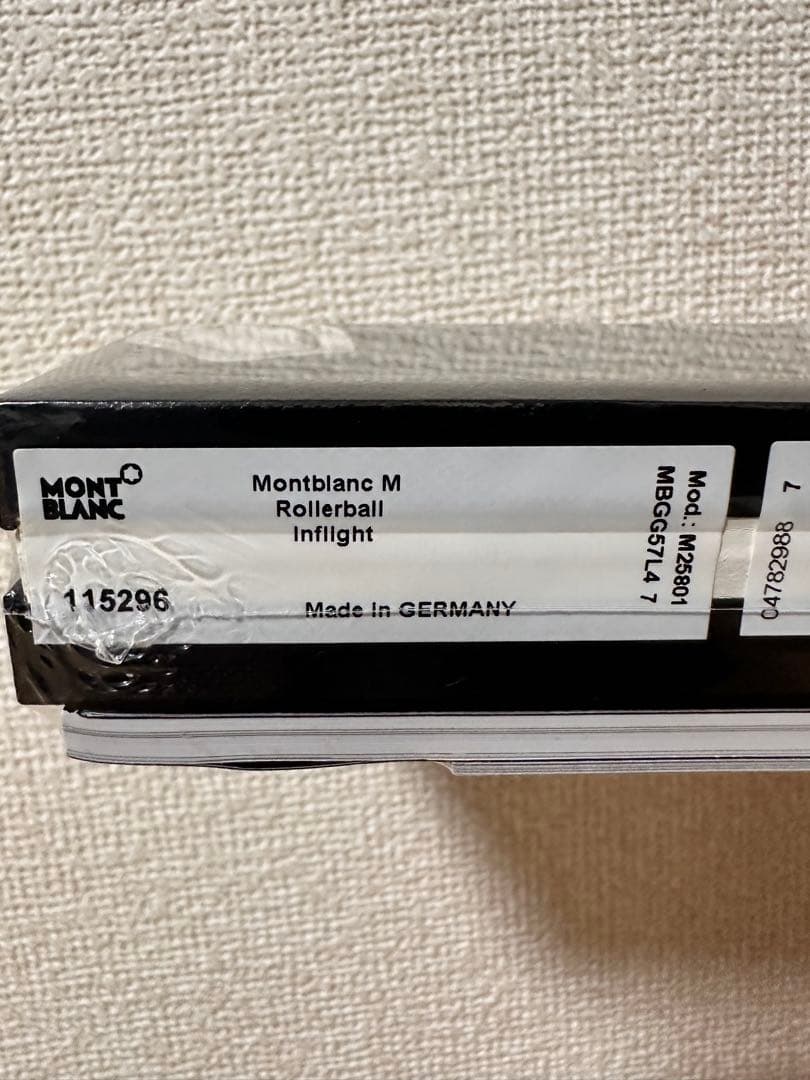 MONT
BLANC
Montblanc M
Rollerball
Inflight
115296
Made in GERMANY
Mod.: M25801
MBGG57L4 7
04782988 7